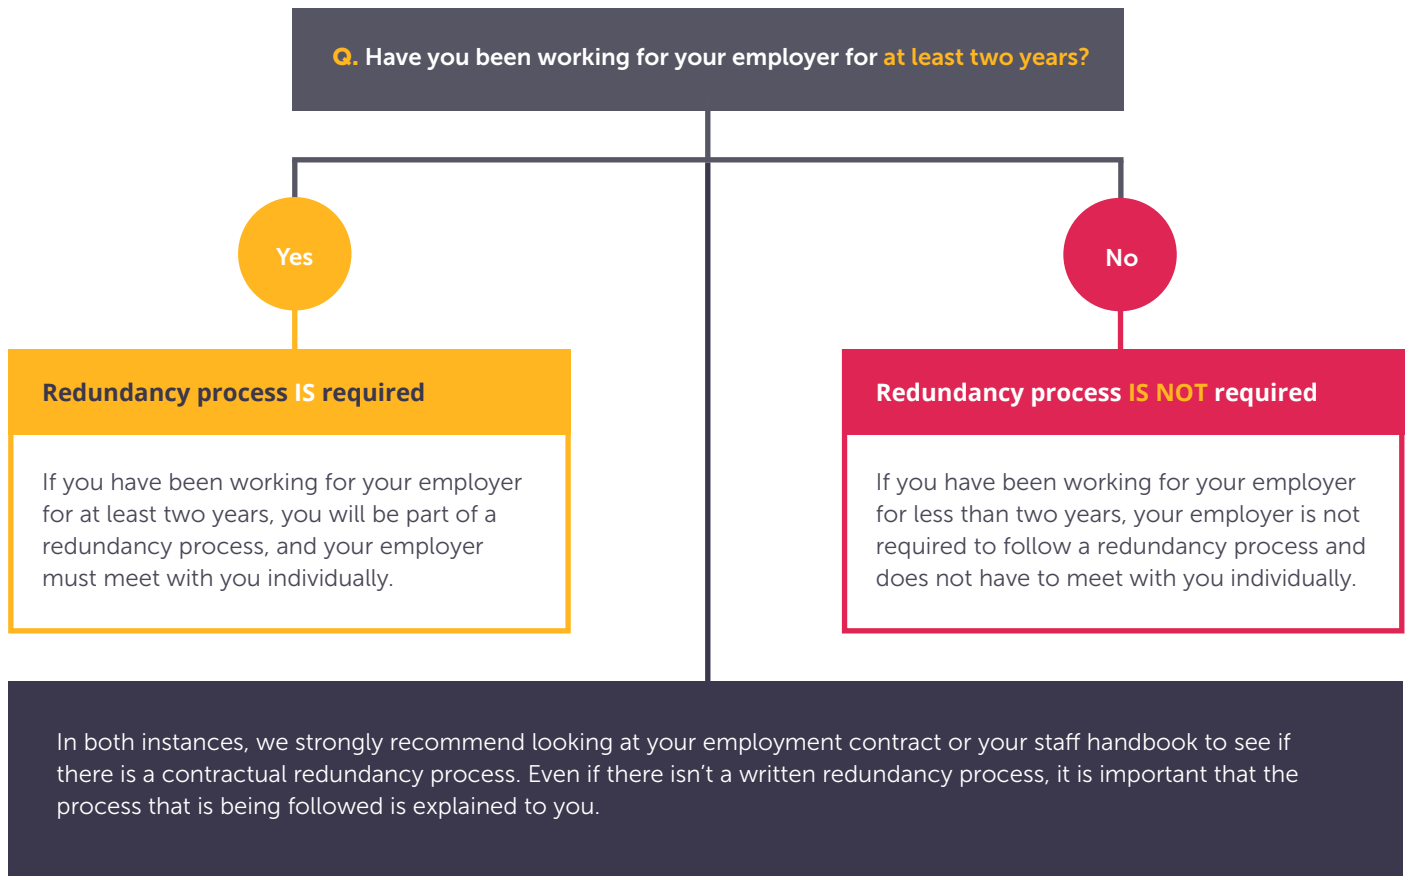 Q. Have you been working for your employer for at least two years?
Yes
No
Redundancy process IS required
If you have been working for your employer
for at least two years, you will be part of a
redundancy process, and your employer
must meet with you individually.
Redundancy process IS NOT required
If you have been working for your employer
for less than two years, your employer is not
required to follow a redundancy process and
does not have to meet with you individually.
In both instances, we strongly recommend looking at your employment contract or your staff handbook to see if
there is a contractual redundancy process. Even if there isn’t a written redundancy process, it is important that the
process that is being followed is explained to you.